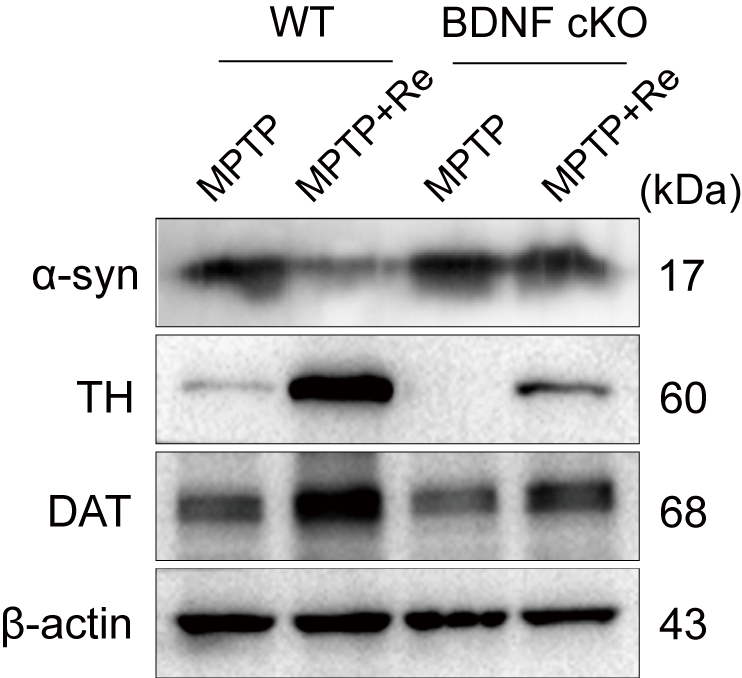 WT BDNF cKO
MPTP MPTP+Re MPTP MPTP+Re (kDa)
α-syn 17
TH 60
DAT 68
β-actin 43